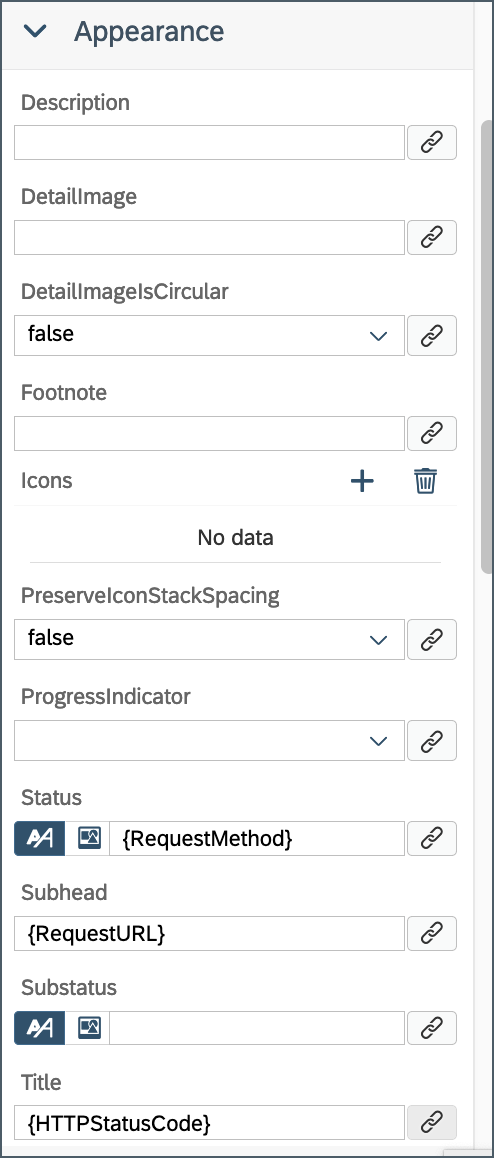 Appearance
Description
DetailImage
DetailImageIsCircular
false
Footnote
Icons
No data
PreserveIconStackSpacing
false
ProgressIndicator
Status
{RequestMethod}
Subhead
{RequestURL}
Substatus
Title
{HTTPStatusCode}